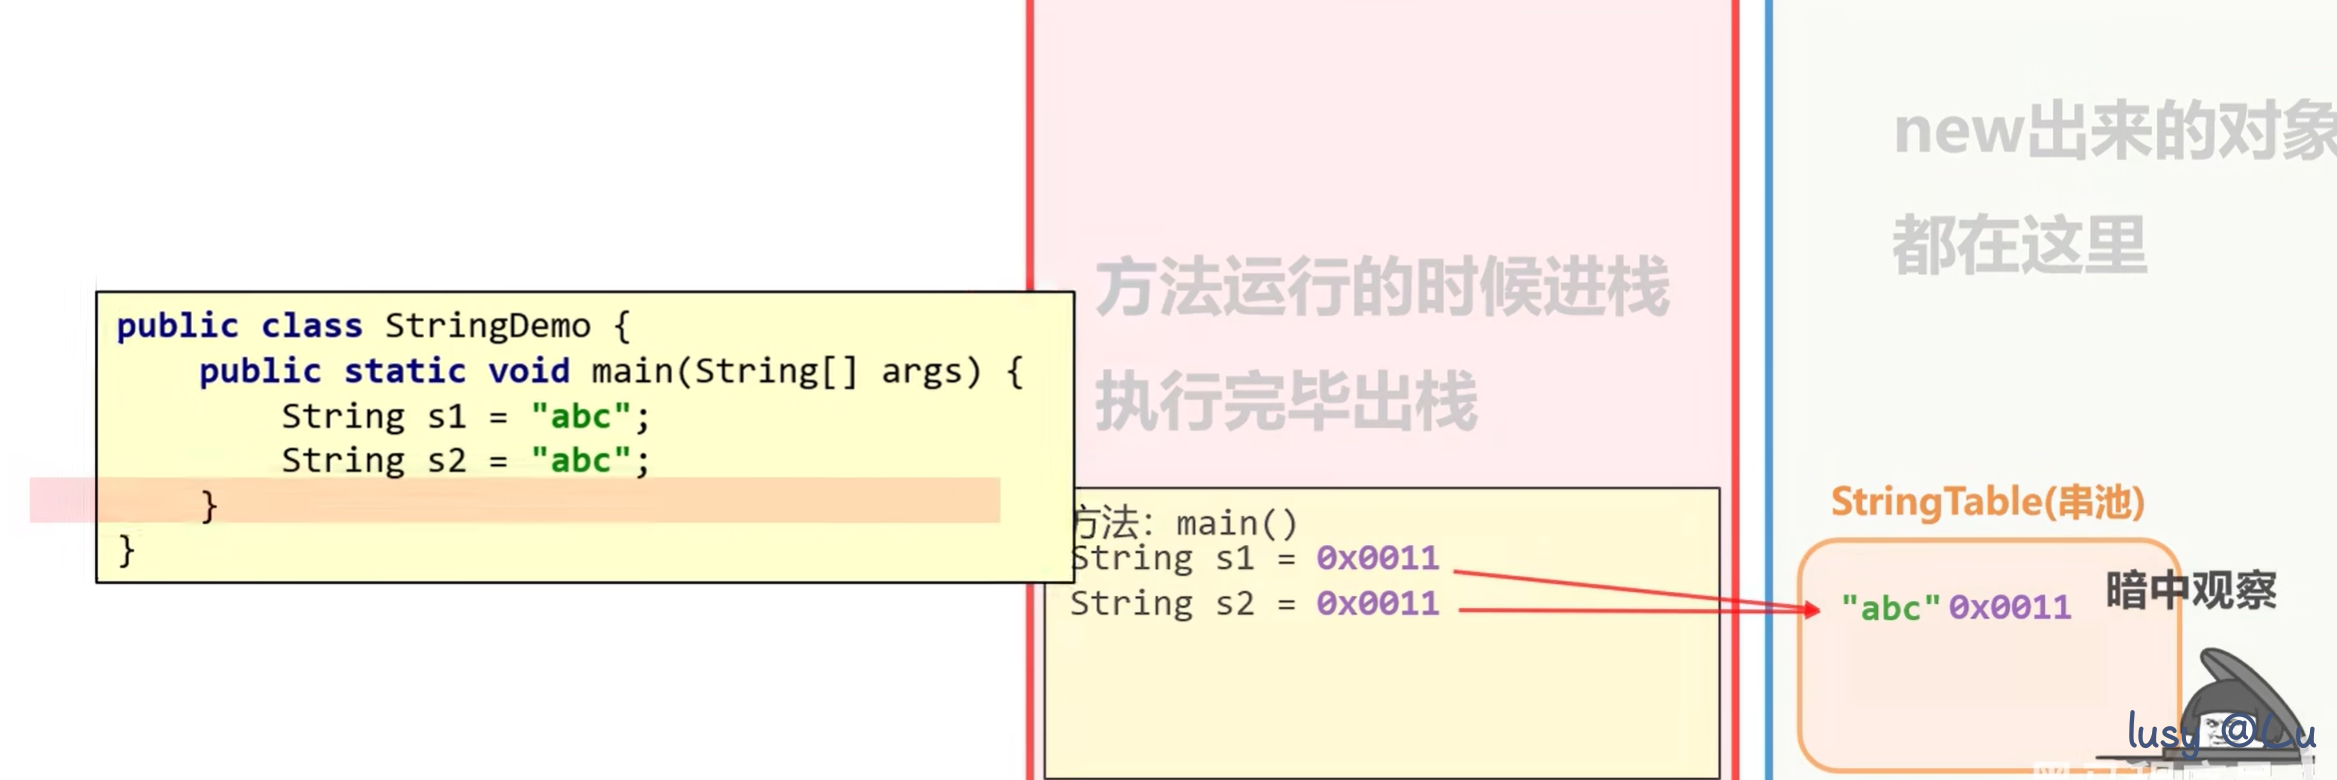 public class StringDemo {
public static void main(String[] args) {
String s1 = "abc";
String s2 = "abc";
}
}
方法运行的时候进栈
执行完毕出栈
方法: main()
String s1 = 0x0011
String s2 = 0x0011
new出来的对象
都在这里
StringTable(串池)
"abc" 0x0011
暗中观察
lusy @Lu